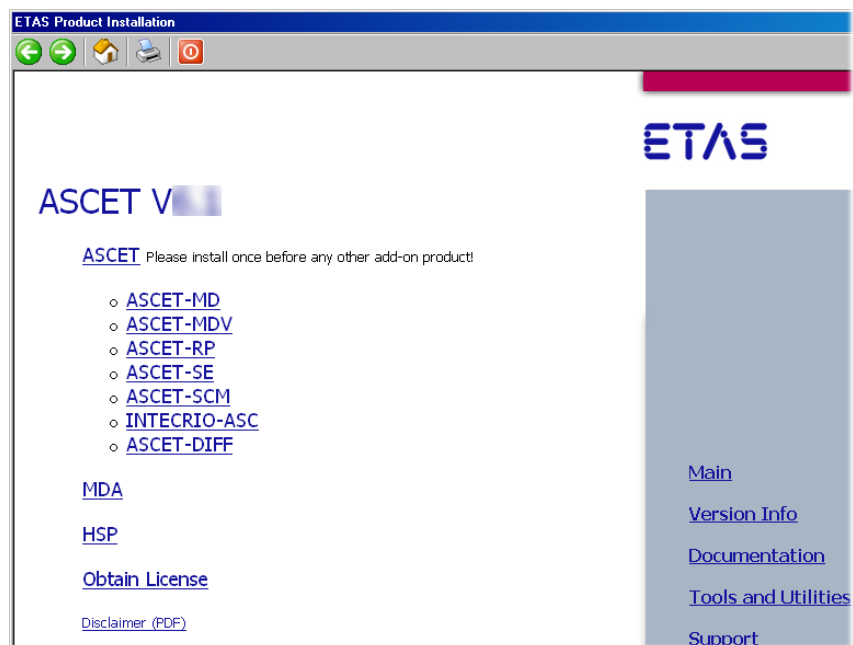 ETAS Product Installation
ETAS
ASCET V
ASCET Please install once before any other add-on product!
ASCET-MD
ASCET-MDV
ASCET-RP
ASCET-SE
ASCET-SCM
INTECRIO-ASC
ASCET-DIFF
MDA
HSP
Obtain License
Disclaimer (PDF)
Main
Version Info
Documentation
Tools and Utilities
Support